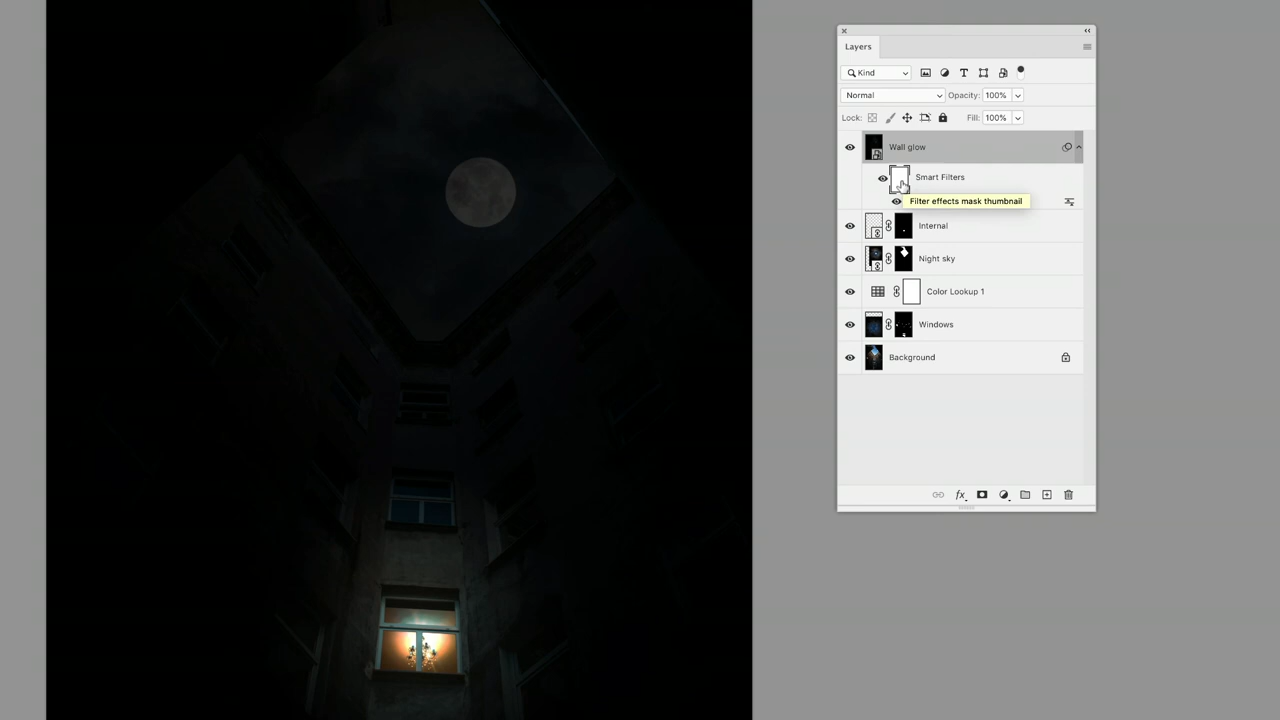 Layers
Kind
Normal Opacity: 100%
Lock: Fill: 100%
Wall glow
Smart Filters
Filter effects mask thumbnail
Internal
Night sky
Color Lookup 1
Windows
Background
fx